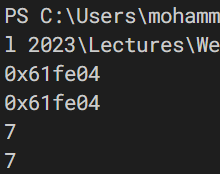 PS C:\Users\mohamm
l 2023\Lectures\We
0x61fe04
0x61fe04
7
7